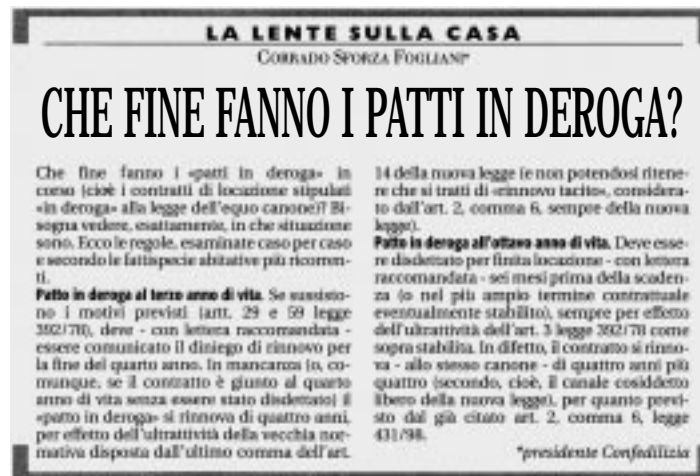 LA LENTE SULLA CASA
CORRADO SFORZA FOGLIANI*
CHE FINE FANNO I PATTI IN DEROGA?
Che fine fanno i «patti in deroga» in
corso (cioè i contratti di locazione stipulati
«in deroga» alla legge dell'equo canone)? Bi-
sogna vedere, esattamente, in che situazione
sono. Ecco le regole, esaminate caso per caso
e secondo le fattispecie abitative più ricorren-
ti.
Patto in deroga al terzo anno di vita. Se sussisto-
no i motivi previsti (artt. 29 e 59 legge
392/78), deve - con lettera raccomandata -
essere comunicato il diniego di rinnovo per
la fine del quarto anno. In mancanza (o, co-
munque, se il contratto è giunto al quarto
anno di vita senza essere stato disdettato) il
«patto in deroga» si rinnova di quattro anni,
per effetto dell'ultrattività della vecchia nor-
mativa disposta dall'ultimo comma dell'art.
14 della nuova legge (e non potendosi ritene-
re che si tratti di «rinnovo tacito», considera-
to dall'art. 2, comma 6, sempre della nuova
legge).
Patto in deroga all'ottavo anno di vita. Deve esse-
re disdettato per finita locazione - con lettera
raccomandata - sei mesi prima della scaden-
za (o nel più ampio termine contrattuale
eventualmente stabilito), sempre per effetto
dell'ultrattività dell'art. 3 legge 392/78 come
sopra stabilita. In difetto, il contratto si rinno-
va - allo stesso canone - di quattro anni più
quattro (secondo, cioè, il canale cosiddetto
libero della nuova legge), per quanto previ-
sto dal già citato art. 2, comma 6, legge
431/98.
*presidente Confedilizia